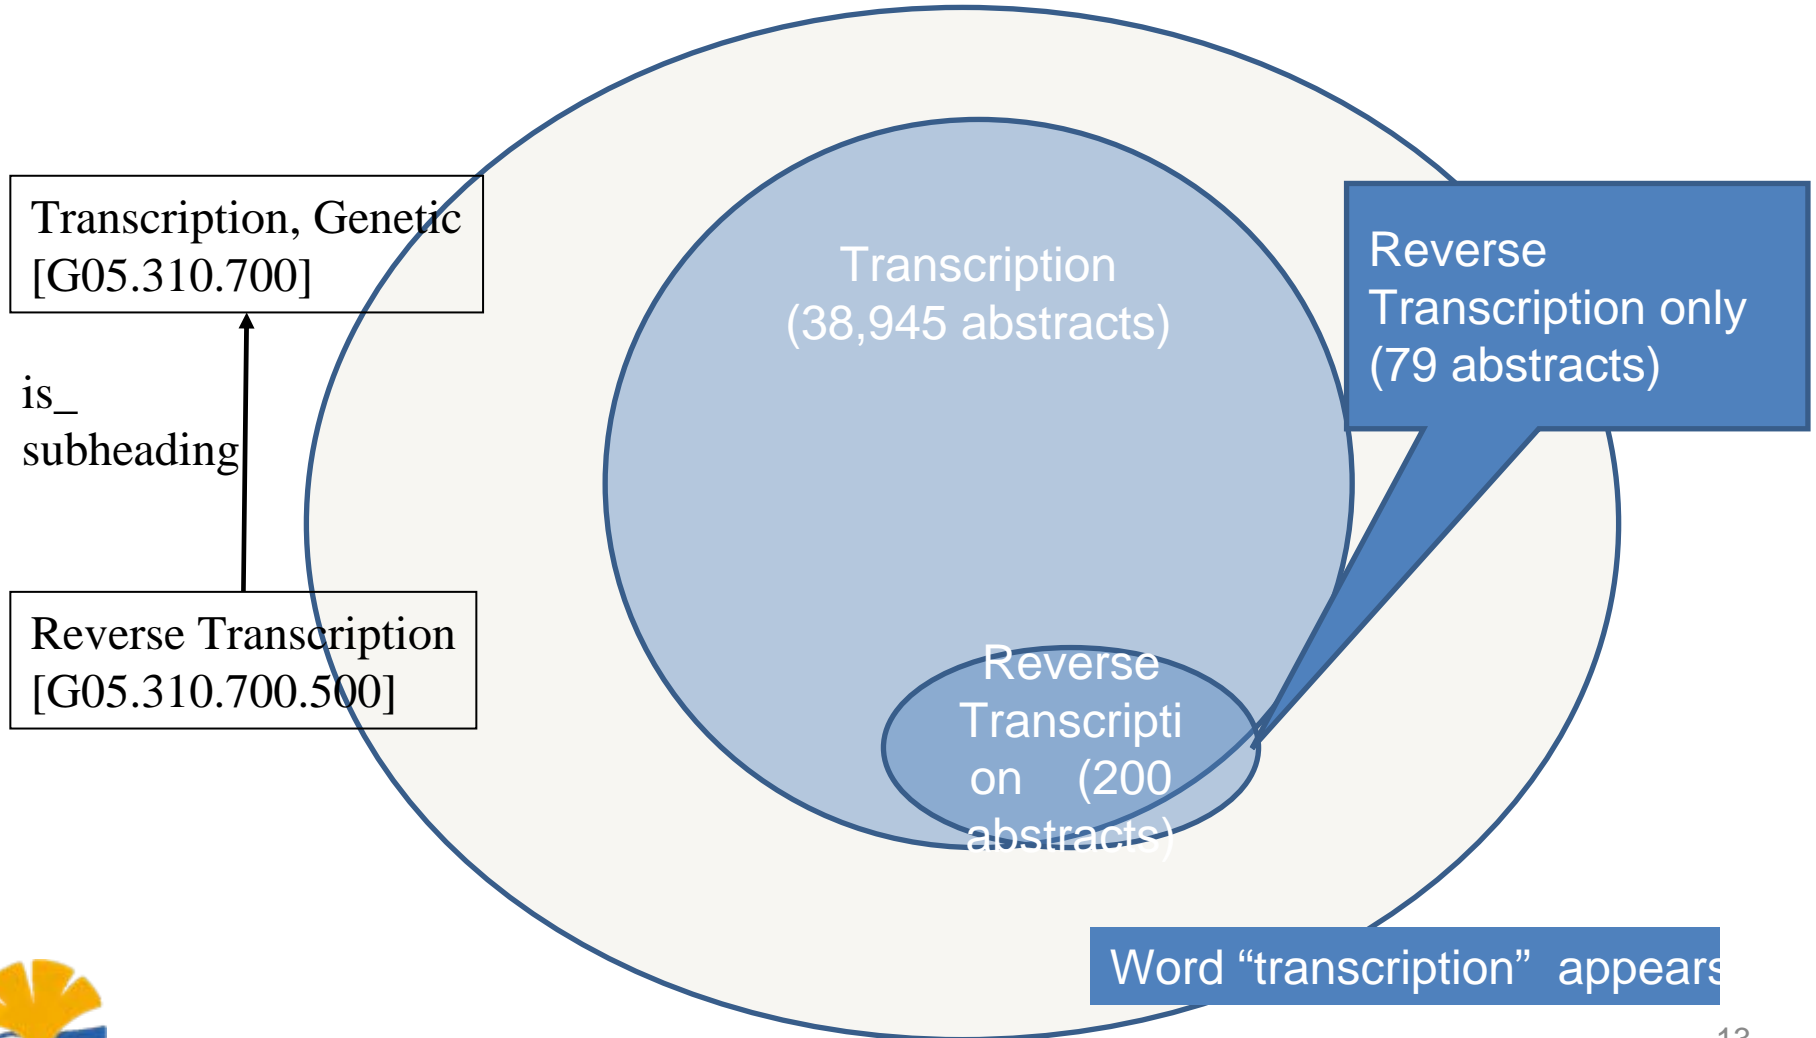 Transcription, Genetic
[G05.310.700]
is_
subheading
Reverse Transcription
[G05.310.700.500]
Transcription
(38,945 abstracts)
Reverse
Transcription only
(79 abstracts)
Reverse
Transcripti
on (200
abstracts)
Word “transcription” appears
13